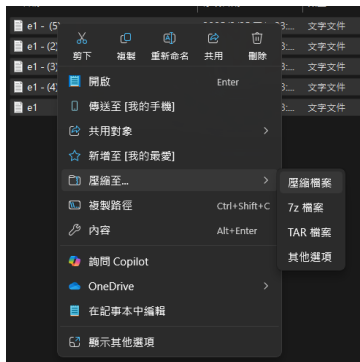 e1 - (5)
文字文件
e1 - (2)
文字文件
e1 - (3)
文字文件
e1 - (4)
文字文件
e1
文字文件
剪下 複製 重新命名 共用 刪除
開啟 Enter
傳送至 [我的手機]
共用對象
新增至 [我的最愛]
壓縮至...
壓縮檔案
複製路徑 Ctrl+Shift+C
7z 檔案
內容 Alt+Enter
TAR 檔案
詢問 Copilot
其他選項
OneDrive
在記事本中編輯
顯示其他選項